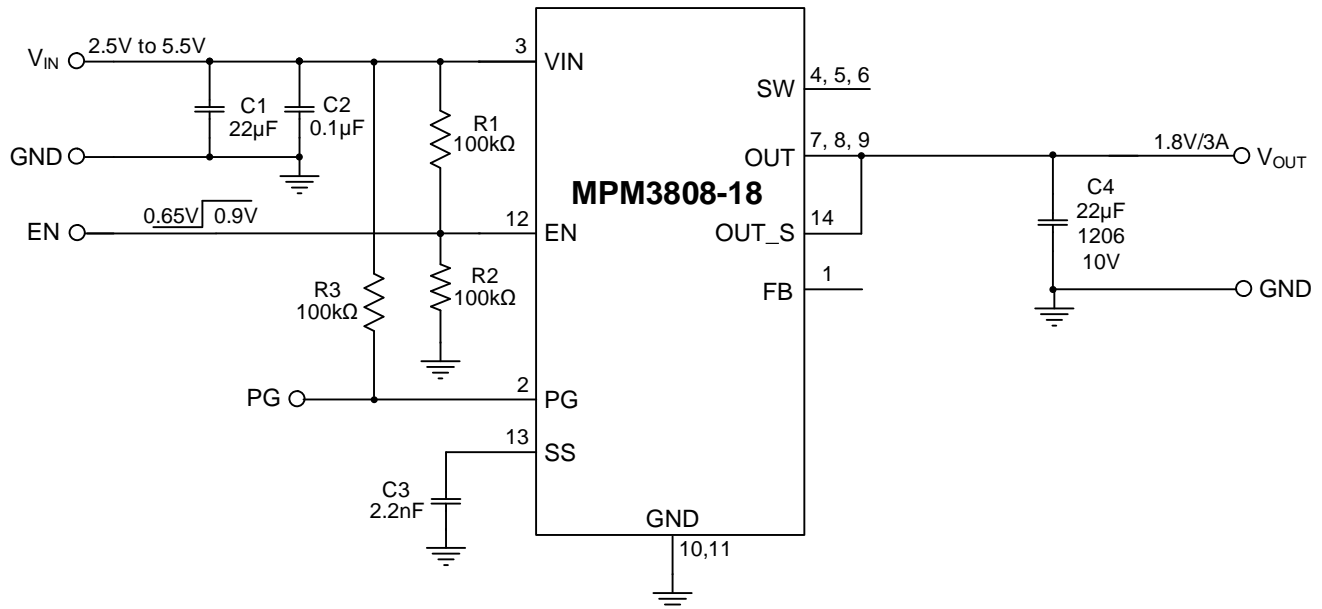 V_IN 2.5V to 5.5V
3
VIN
SW
4, 5, 6
C1
22µF
C2
0.1µF
R1
100kΩ
GND
OUT
7, 8, 9
1.8V/3A
V_OUT
MPM3808-18
EN
0.65V
0.9V
12
EN
OUT_S
14
C4
22µF
1206
10V
R2
100kΩ
R3
100kΩ
FB
1
GND
PG
2
PG
13
SS
C3
2.2nF
GND
10,11